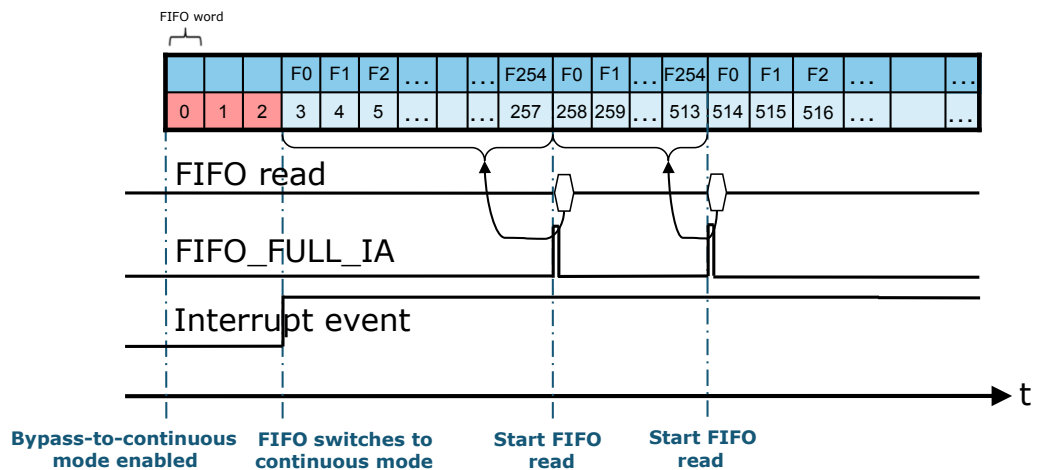 FIFO word
F0 F1 F2 ... ... F254 F0 F1 ... F254 F0 F1 F2 ... ...
0 1 2 3 4 5 ... ... 257 258 259 ... 513 514 515 516 ... ...
FIFO read
FIFO_FULL_IA
Interrupt event
t
Bypass-to-continuous
mode enabled
FIFO switches to
continuous mode
Start FIFO
read
Start FIFO
read